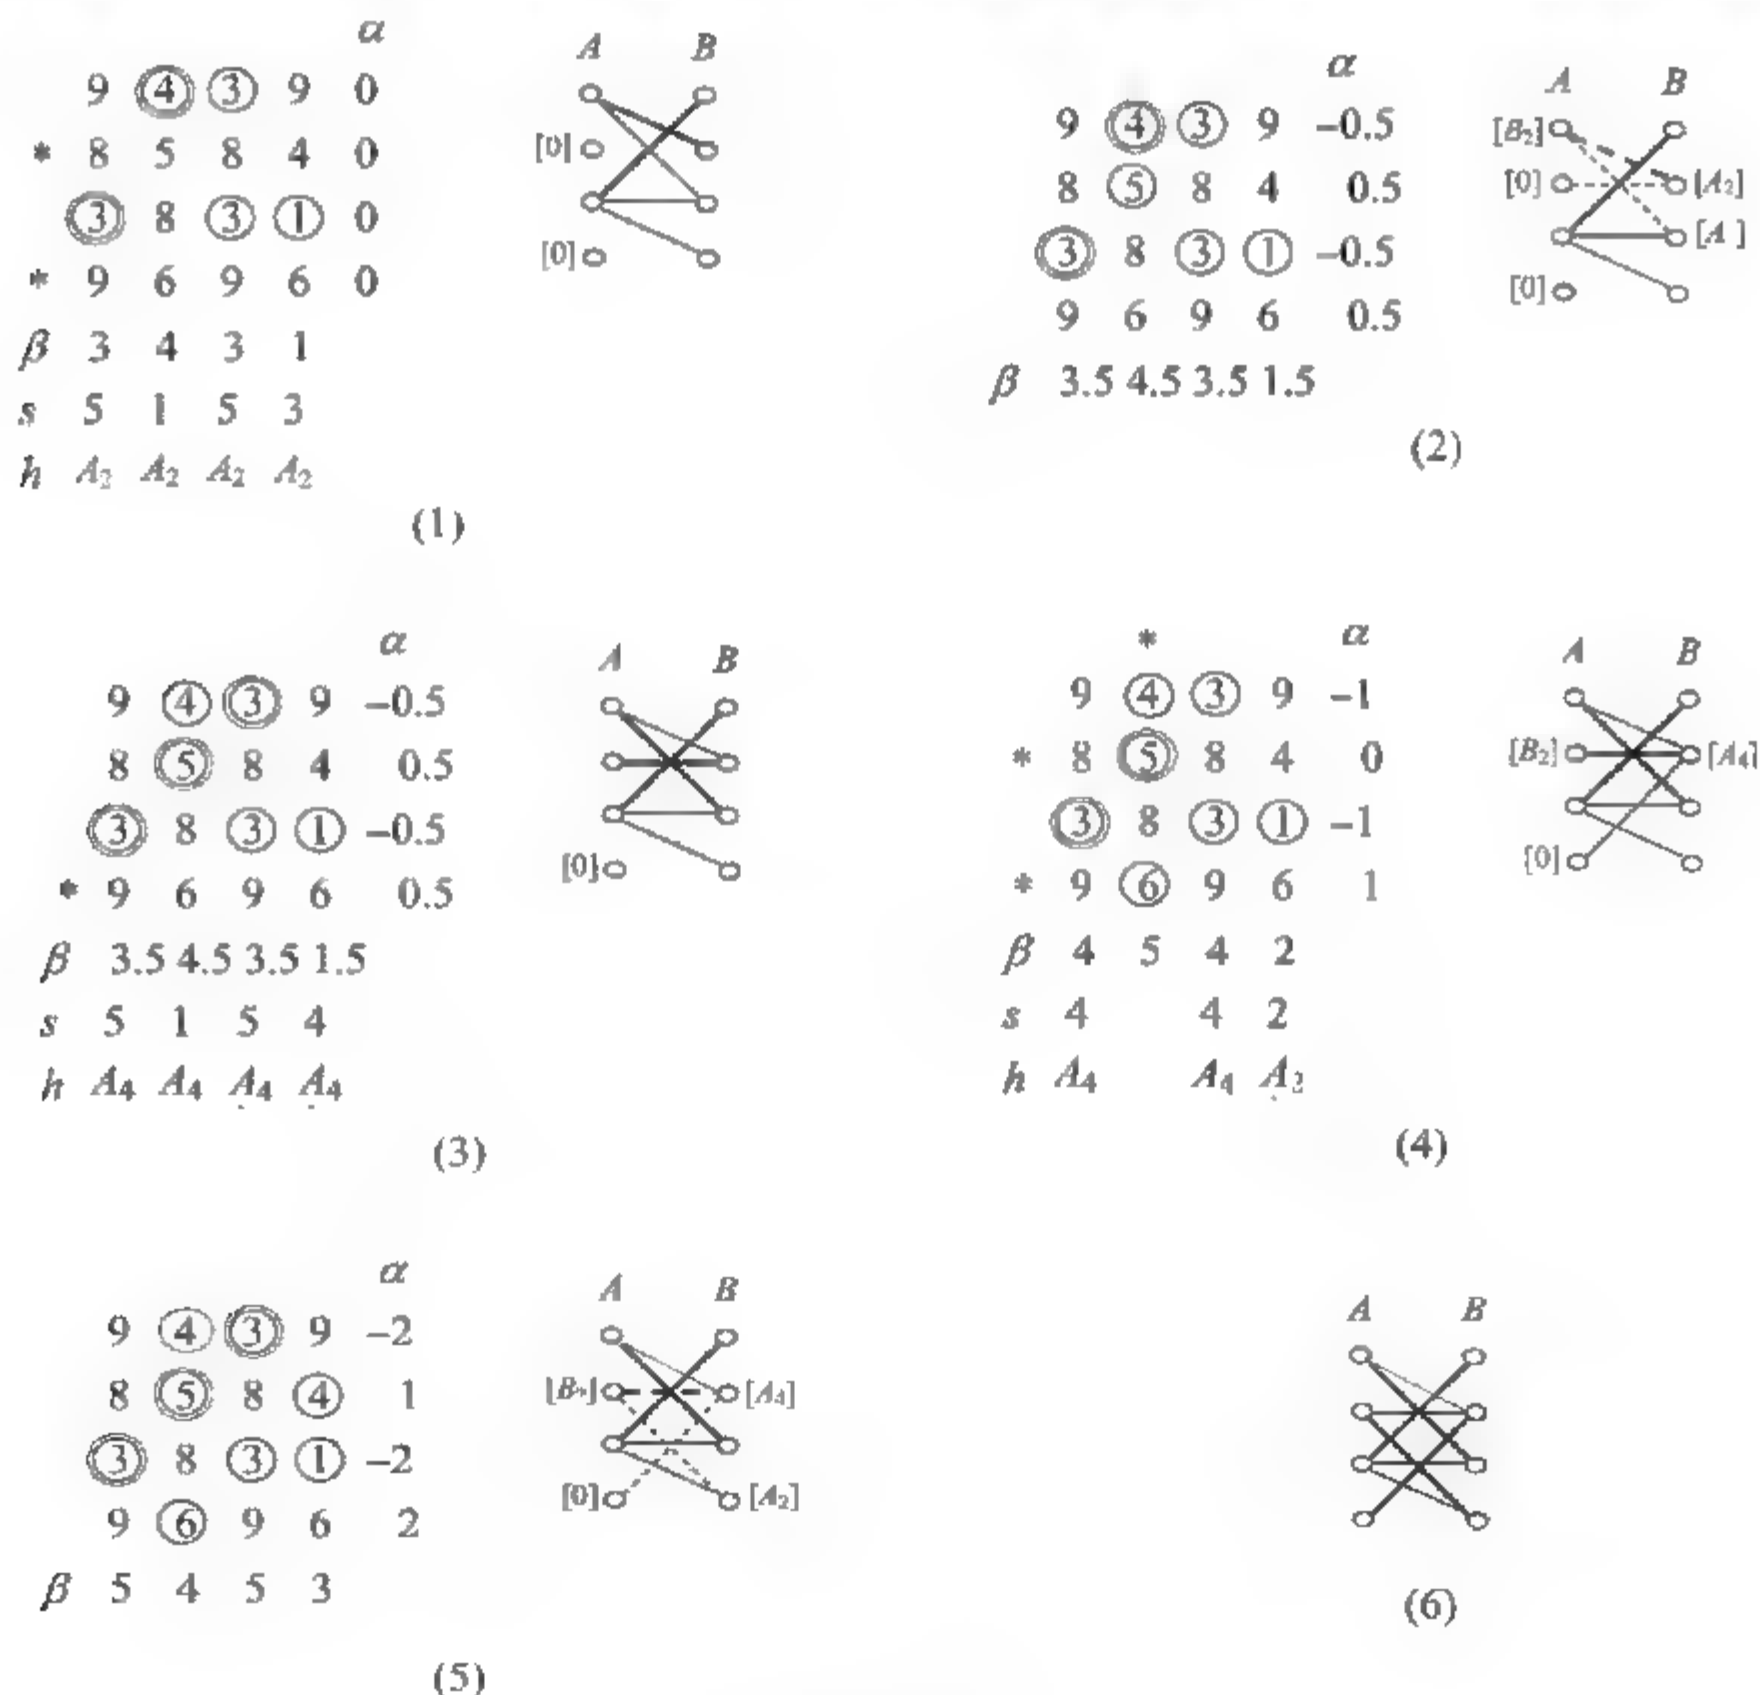 α
9 4 3 9 0
* 8 5 8 4 0
3 8 3 1 0
* 9 6 9 6 0
β 3 4 3 1
s 5 1 5 3
h A₂ A₂ A₂ A₂
A B
[0]
[0]
(1)
α
9 4 3 9 –0.5
8 5 8 4 0.5
3 8 3 1 –0.5
9 6 9 6 0.5
β 3.5 4.5 3.5 1.5
A B
[B₂]
[0] [A₂]
[A ]
[0]
(2)
α
9 4 3 9 –0.5
8 5 8 4 0.5
3 8 3 1 –0.5
* 9 6 9 6 0.5
β 3.5 4.5 3.5 1.5
s 5 1 5 4
h A₄ A₄ A₄ A₄
A B
[0]
(3)
* α
9 4 3 9 –1
* 8 5 8 4 0
3 8 3 1 –1
* 9 6 9 6 1
β 4 5 4 2
s 4 4 2
h A₄ A₄
A B
[B₂] [A₄]
[0]
(4)
α
9 4 3 9 –2
8 5 8 4 1
3 8 3 1 –2
9 6 9 6 2
β 5 4 5 3
A B
[A₄]
[0] [A₂]
(5)
A B
(6)